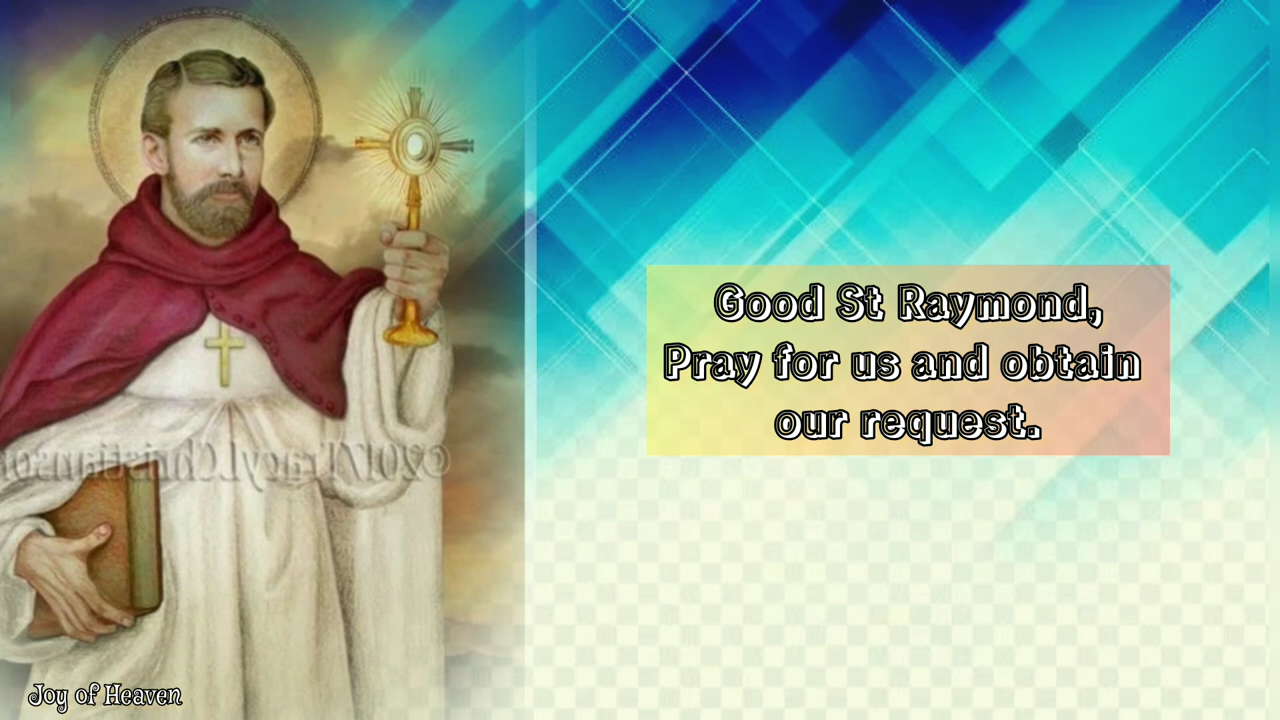 Good St Raymond,
Pray for us and obtain
our request.
Joy of Heaven